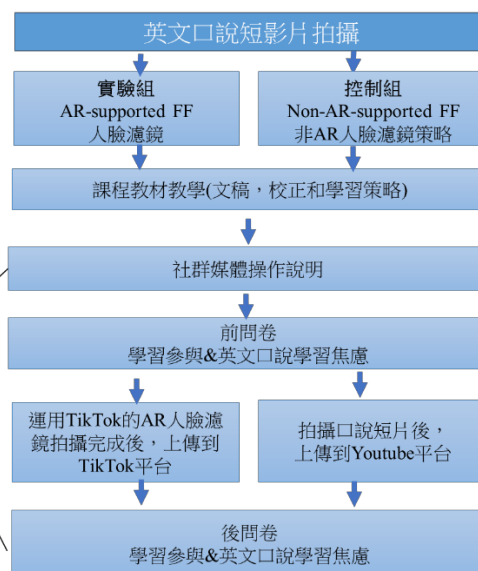 英文口說短影片拍攝
實驗組
AR-supported FF
人臉濾鏡
控制組
Non-AR-supported FF
非AR人臉濾鏡策略
課程教材教學(文稿，校正和學習策略)
社群媒體操作說明
前問卷
學習參與&英文口說學習焦慮
運用TikTok的AR人臉濾
鏡拍攝完成後，上傳到
TikTok平台
拍攝口說短片後，
上傳到Youtube平台
後問卷
學習參與&英文口說學習焦慮